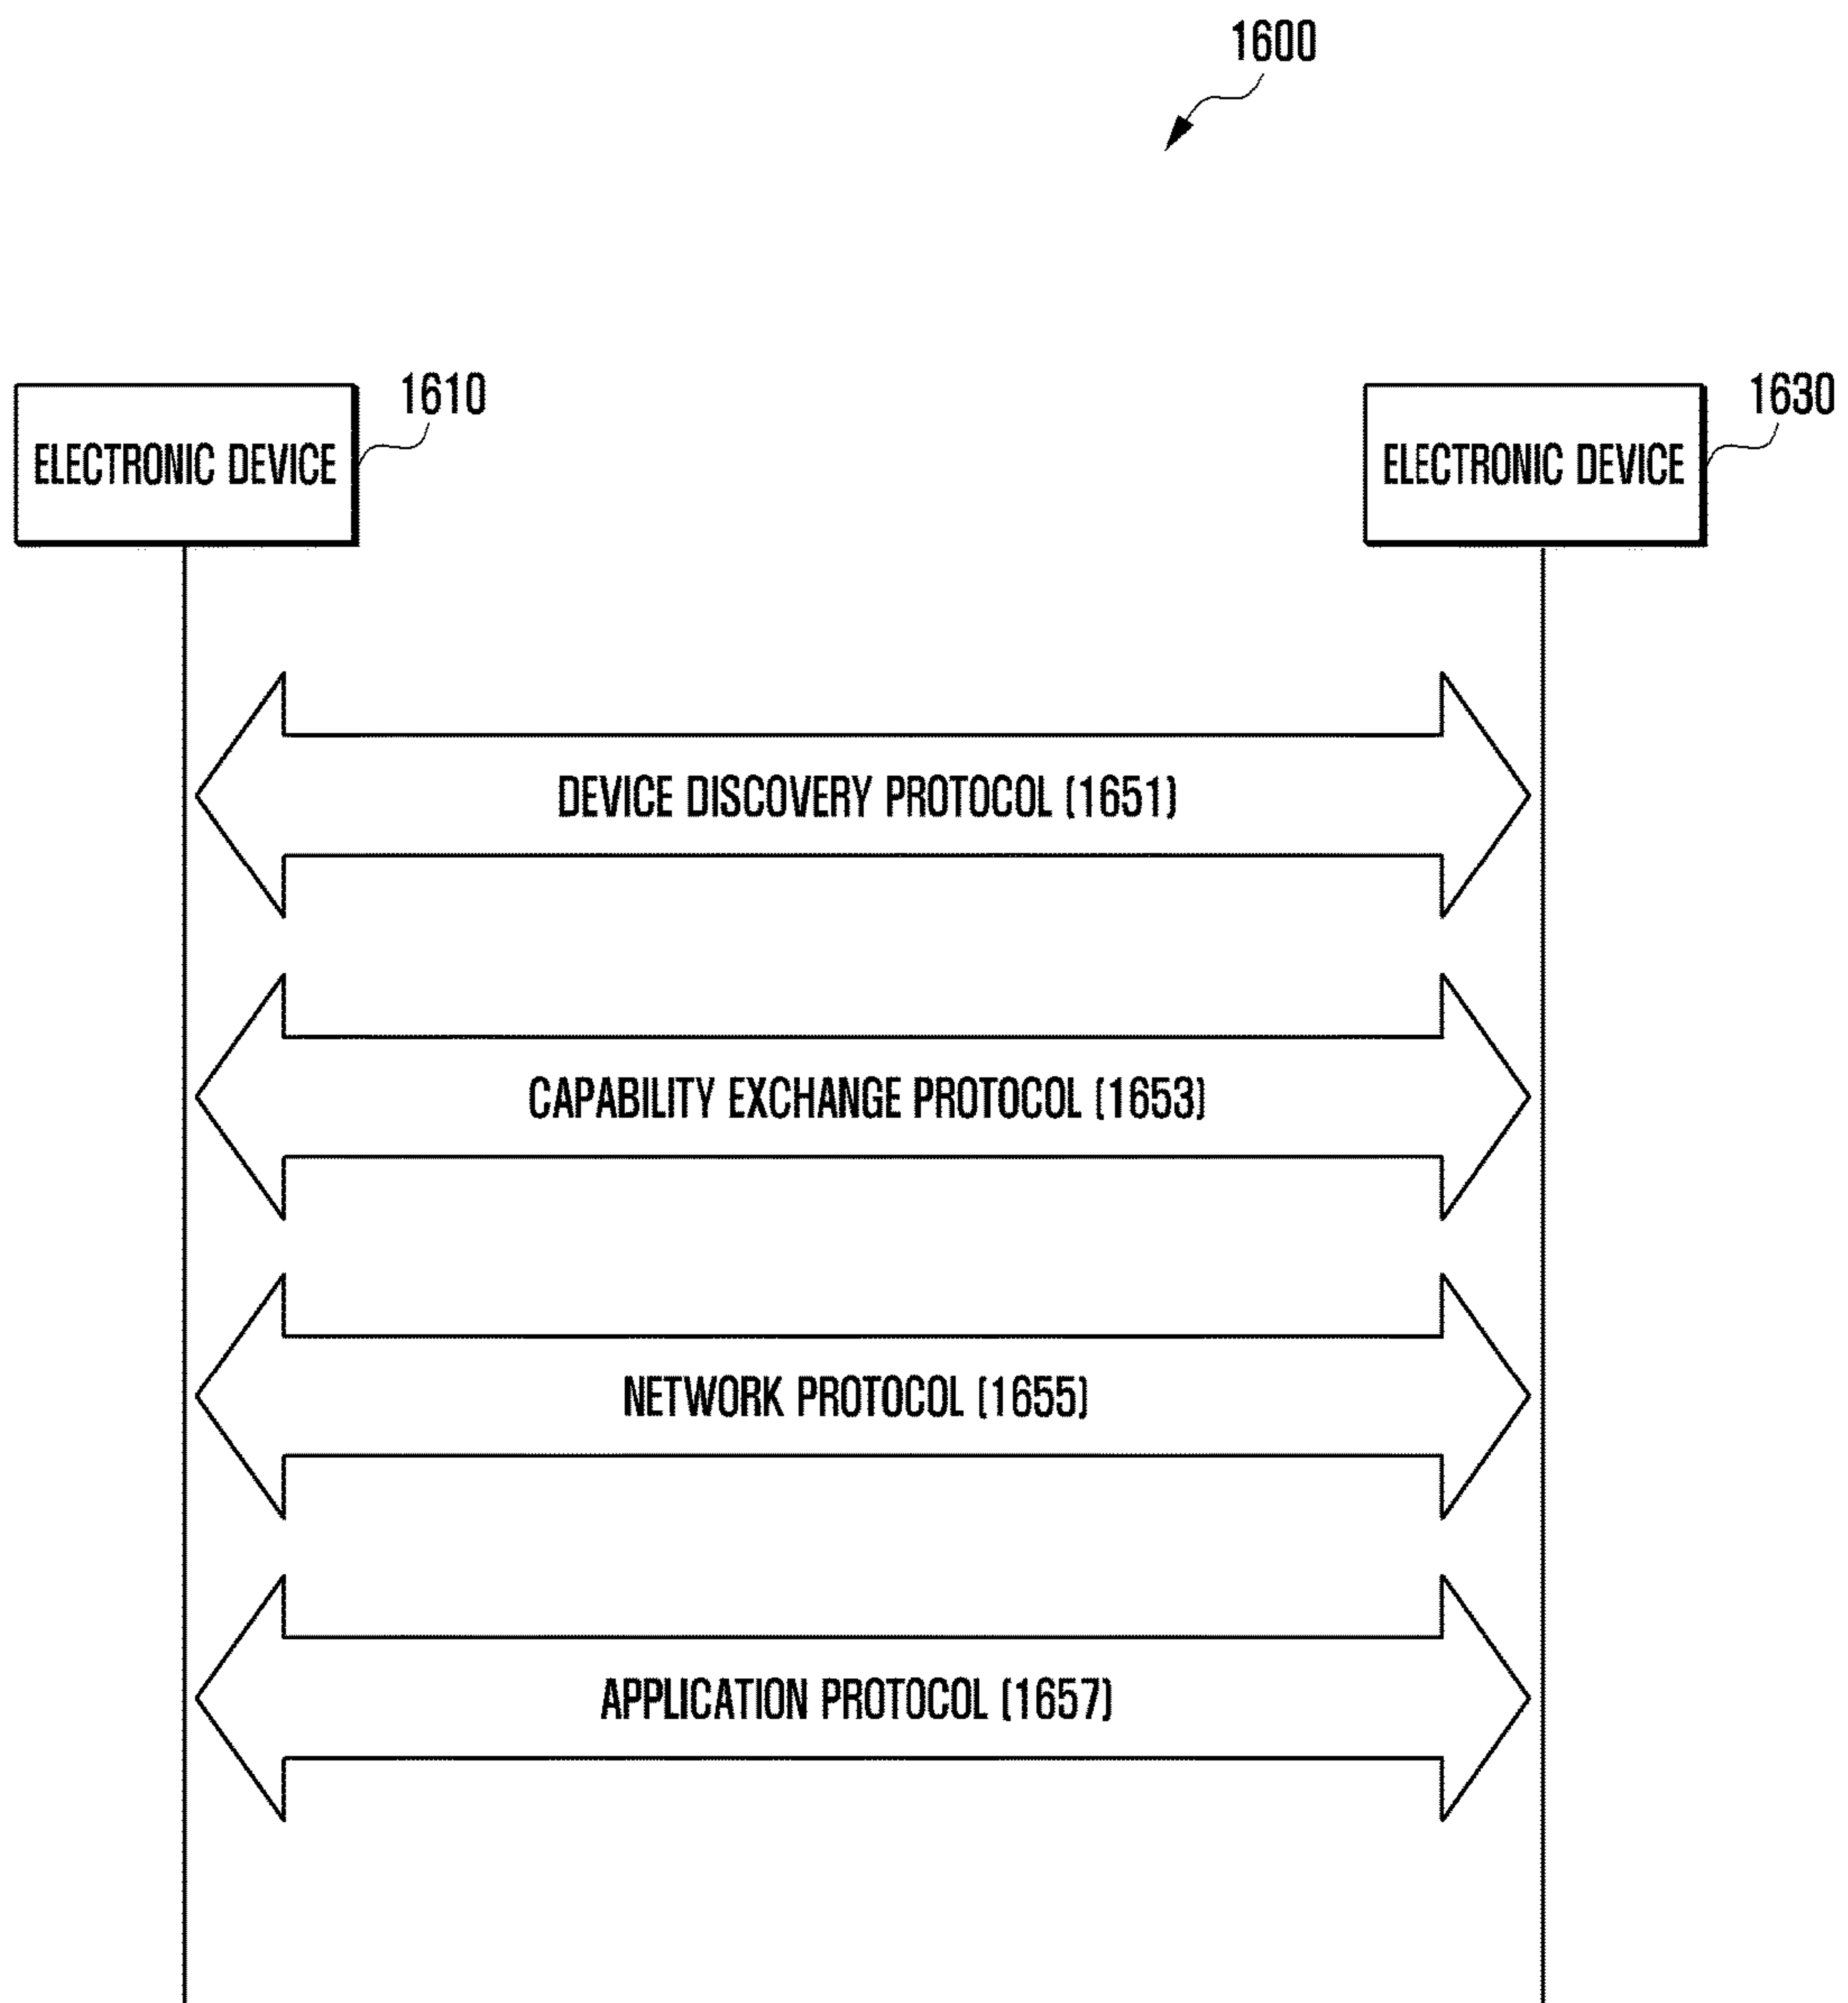 1600
1610
1630
ELECTRONIC DEVICE
ELECTRONIC DEVICE
DEVICE DISCOVERY PROTOCOL (1651)
CAPABILITY EXCHANGE PROTOCOL (1653)
NETWORK PROTOCOL (1655)
APPLICATION PROTOCOL (1657)